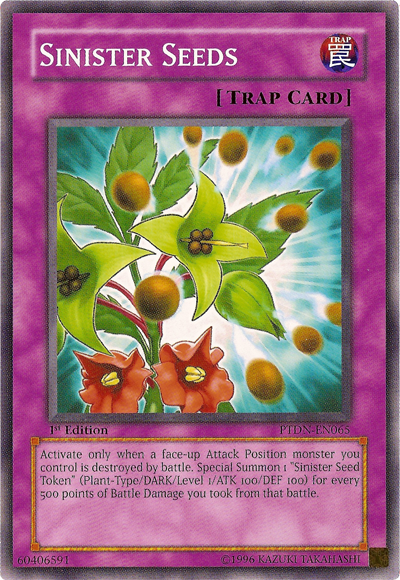 SINISTER SEEDS
TRAP
罠
[TRAP CARD]
1st Edition
PTDN-EN065
Activate only when a face-up Attack Position monster you
control is destroyed by battle. Special Summon 1 "Sinister Seed
Token" (Plant-Type/DARK/Level 1/ATK 100/DEF 100) for every
500 points of Battle Damage you took from that battle.
60406591
©1996 KAZUKI TAKAHASHI